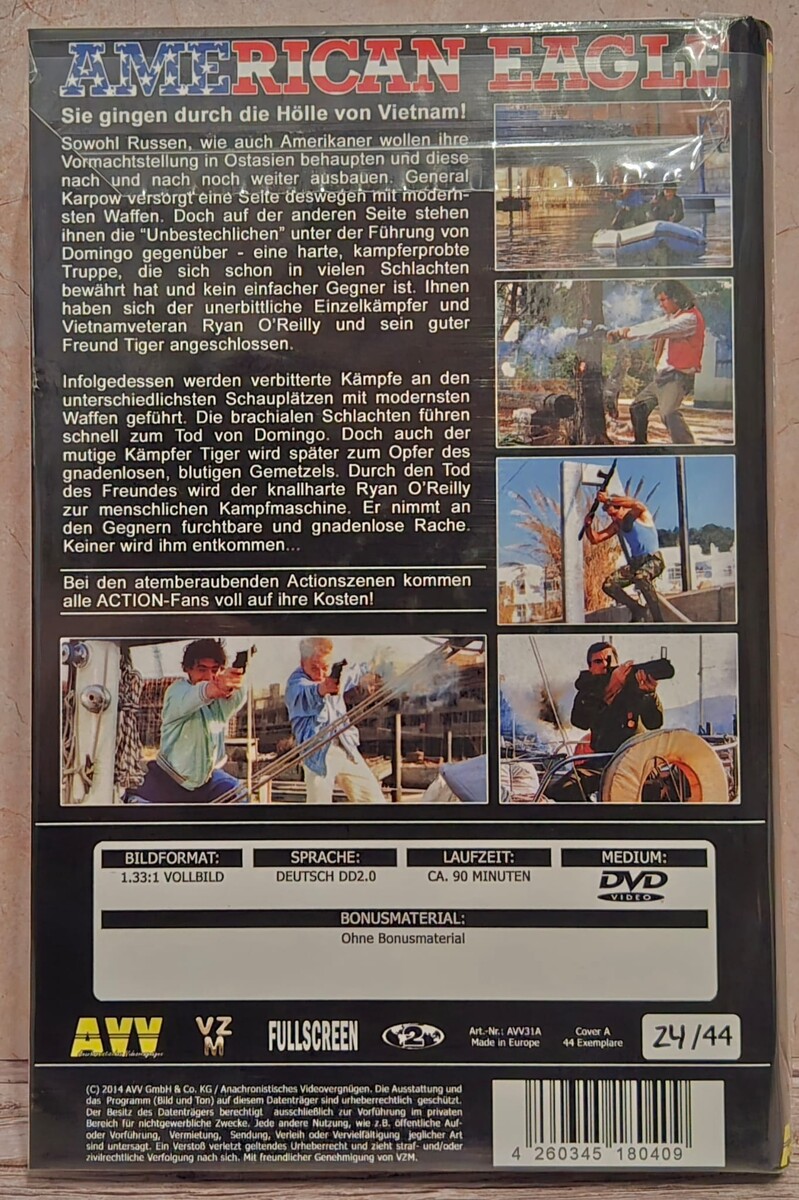 AMERICAN EAGLE
Sie gingen durch die Hölle von Vietnam!
Sowohl Russen, wie auch Amerikaner wollen ihre
Vormachtstellung in Ostasien behaupten und diese
nach und nach noch weiter ausbauen. General
Karpow versorgt eine Seite deswegen mit modern-
sten Waffen. Doch auf der anderen Seite stehen
ihnen die "Unbestechlichen" unter der Führung von
Domingo gegenüber - eine harte, kampferprobte
Truppe, die sich schon in vielen Schlachten
bewährt hat und kein einfacher Gegner ist. Ihnen
haben sich der unerbittliche Einzelkämpfer und
Vietnamveteran Ryan O'Reilly und sein guter
Freund Tiger angeschlossen.
Infolgedessen werden verbitterte Kämpfe an den
unterschiedlichsten Schauplätzen mit modernsten
Waffen geführt. Die brachialen Schlachten führen
schnell zum Tod von Domingo. Doch auch der
mutige Kämpfer Tiger wird später zum Opfer des
gnadenlosen, blutigen Gemetzels. Durch den Tod
des Freundes wird der knallharte Ryan O'Reilly
zur menschlichen Kampfmaschine. Er nimmt an
den Gegnern furchtbare und gnadenlose Rache.
Keiner wird ihm entkommen...
Bei den atemberaubenden Actionszenen kommen
alle ACTION-Fans voll auf ihre Kosten!
BILDFORMAT: SPRACHE: LAUFZEIT: MEDIUM:
1.33:1 VOLLBILD DEUTSCH DD2.0 CA. 90 MINUTEN DVD
VIDEO
BONUSMATERIAL:
Ohne Bonusmaterial
AVV
Anachronistisches Videovergnügen
VZ
M
FULLSCREEN
2
Art.-Nr.: AVV31A
Made in Europe
Cover A
44 Exemplare
24/44
(C) 2014 AVV GmbH & Co. KG / Anachronistisches Videovergnügen. Die Ausstattung und
das Programm (Bild und Ton) auf diesem Datenträger sind urheberrechtlich geschützt.
Der Besitz des Datenträgers berechtigt ausschließlich zur Vorführung im privaten
Bereich für nichtgewerbliche Zwecke. Jede andere Nutzung, wie z.B. öffentliche Auf-
oder Vorführung, Vermietung, Sendung, Verleih oder Vervielfältigung jeglicher Art
sind untersagt. Ein Verstoß verletzt geltendes Urheberrecht und zieht straf- und/oder
zivilrechtliche Verfolgung nach sich. Mit freundlicher Genehmigung von VZM.
4 260345 180409